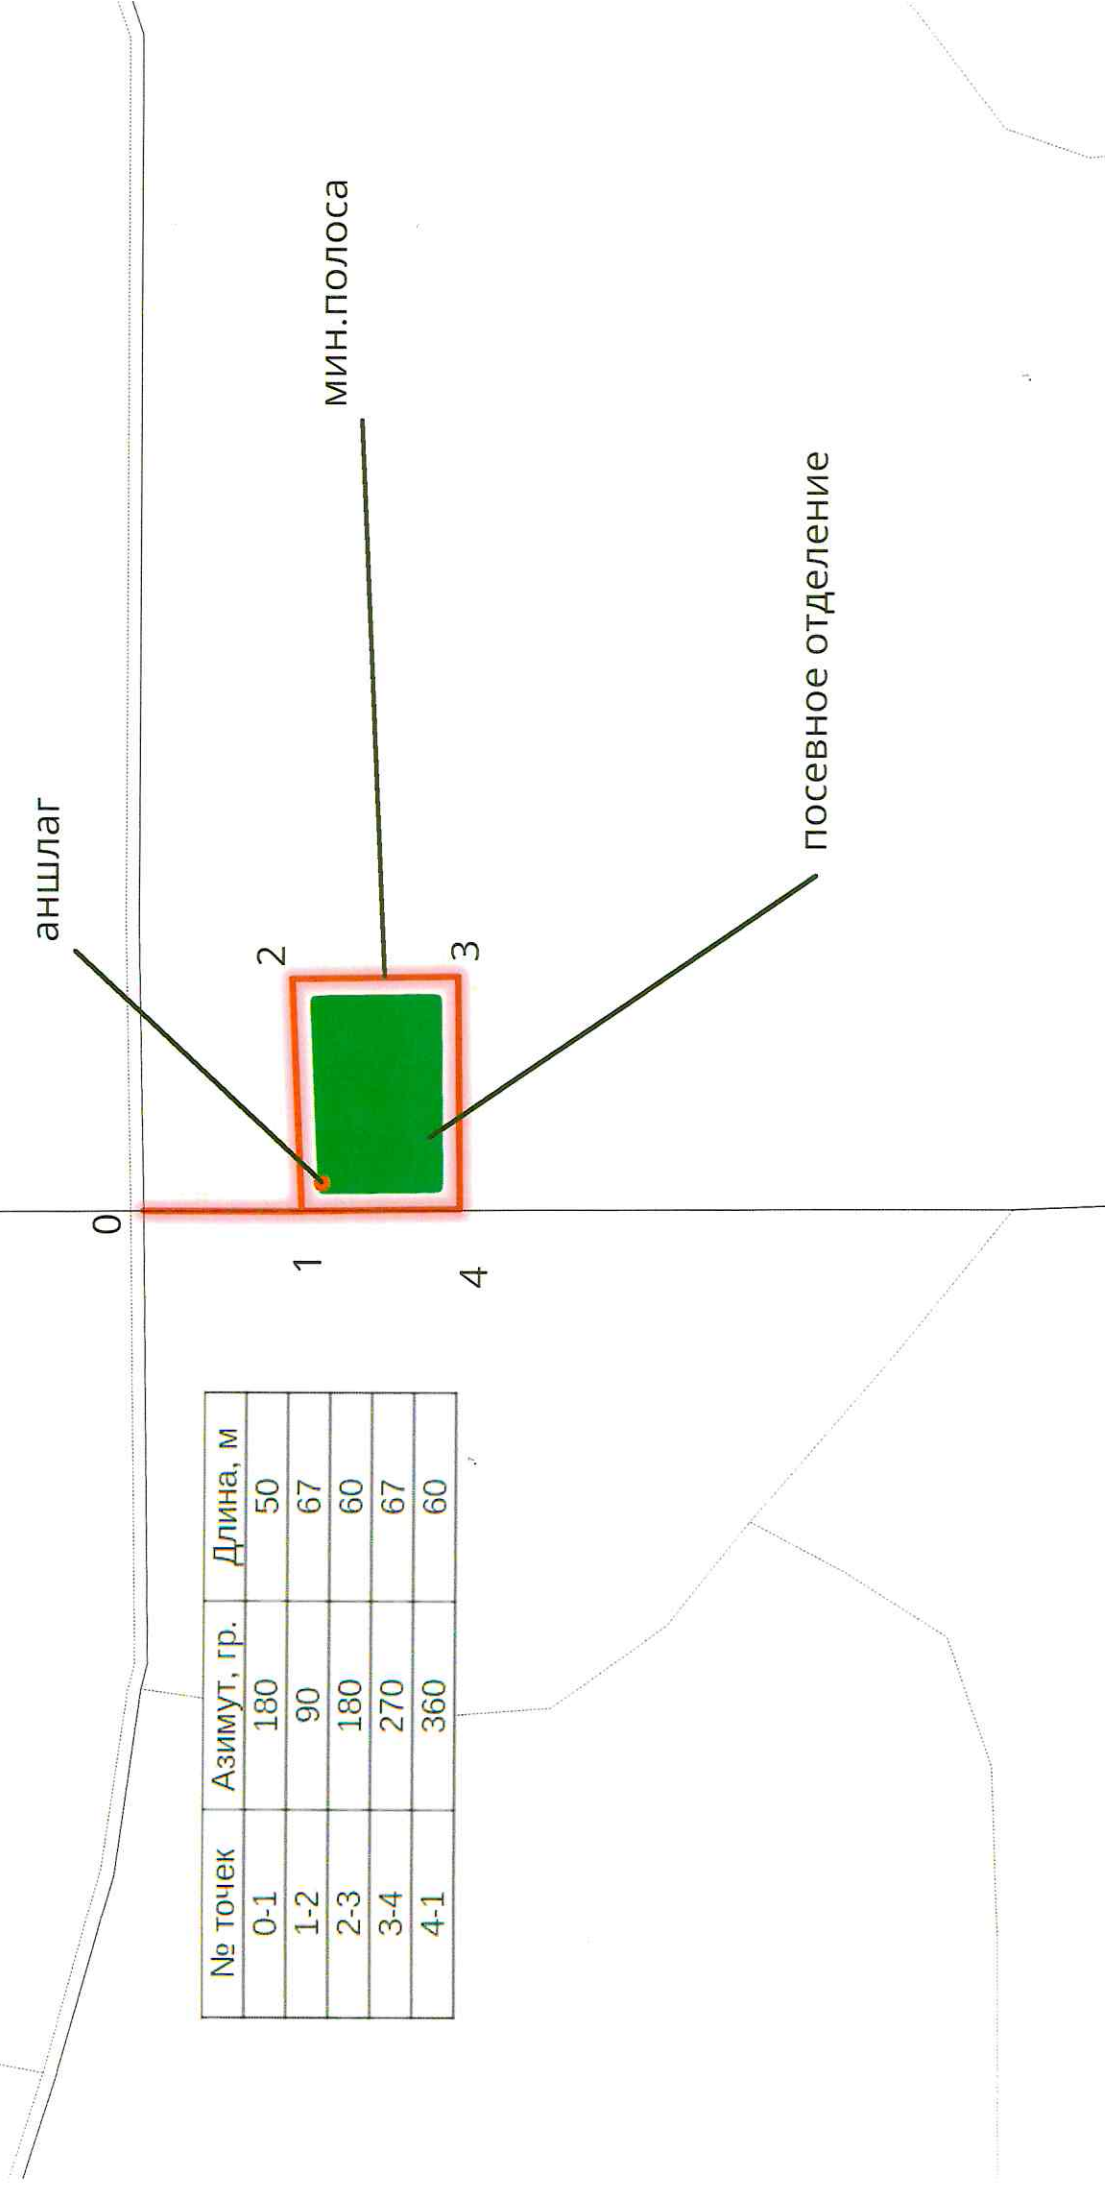 аншлаг
0
2
мин.полоса
1
3
4
посевное отделение
№ точек Азимут, гр. Длина, м
0-1 180 50
1-2 90 67
2-3 180 60
3-4 270 67
4-1 360 60